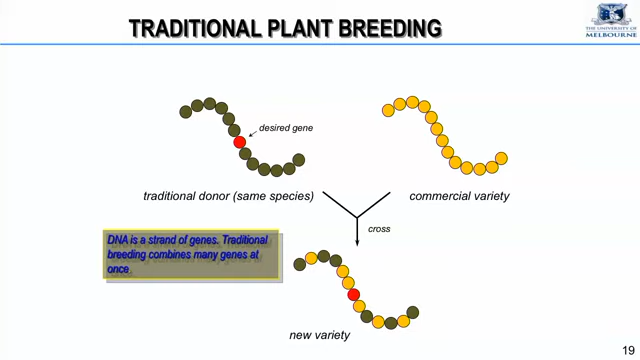 TRADITIONAL PLANT BREEDING
THE UNIVERSITY OF
MELBOURNE
desired gene
traditional donor (same species)
commercial variety
cross
DNA is a strand of genes. Traditional
breeding combines many genes at
once
new variety
19